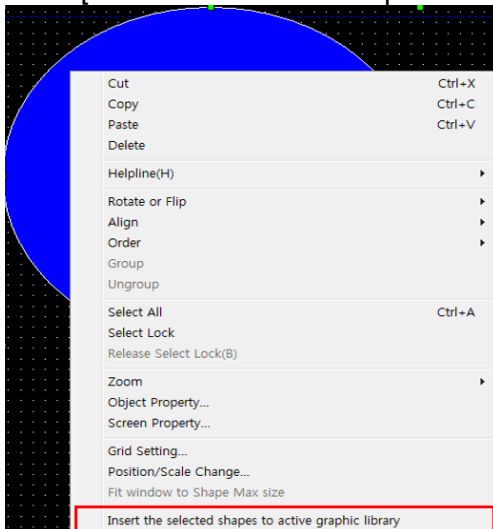 Cut Ctrl+X
Copy Ctrl+C
Paste Ctrl+V
Delete
Helpline(H)
Rotate or Flip
Align
Order
Group
Ungroup
Select All Ctrl+A
Select Lock
Release Select Lock(B)
Zoom
Object Property...
Screen Property...
Grid Setting...
Position/Scale Change...
Fit window to Shape Max size
Insert the selected shapes to active graphic library